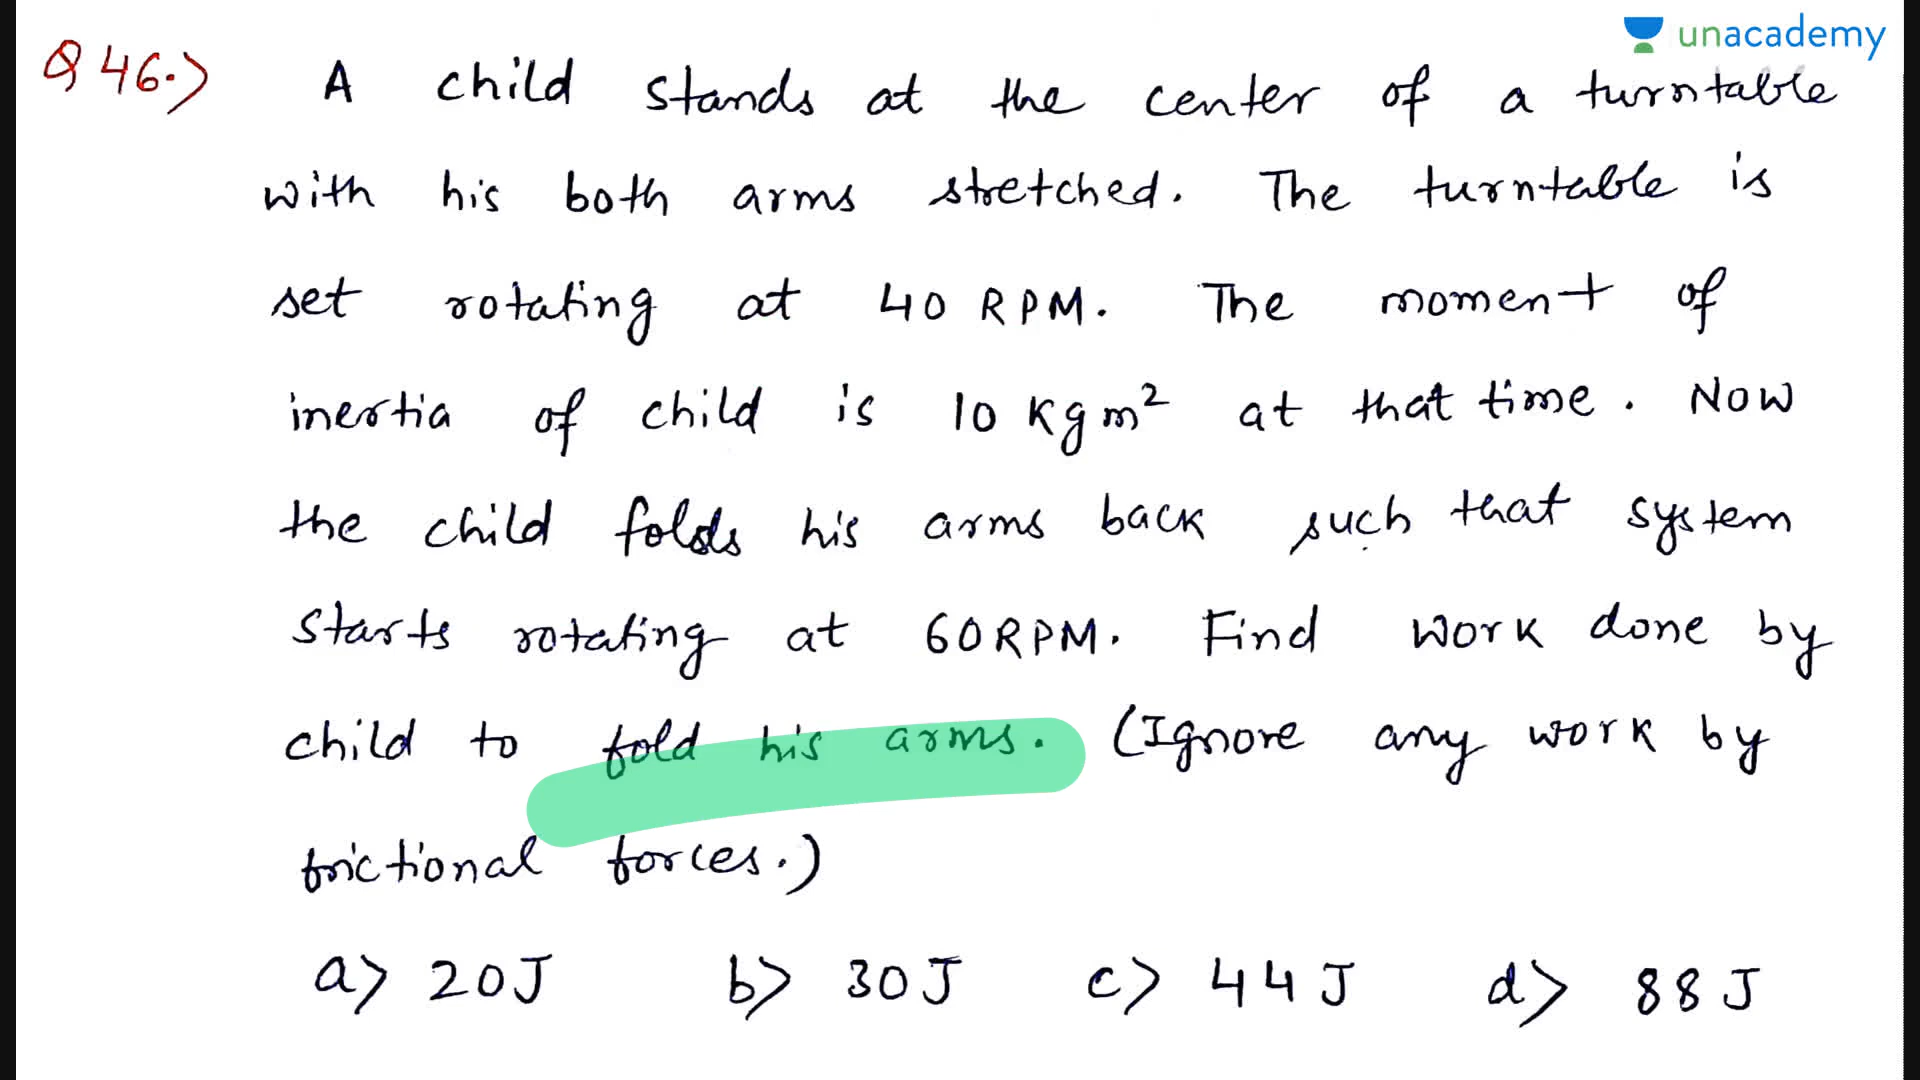 unacademy
Q 46.) A child stands at the center of a turntable
with his both arms stretched. The turntable is
set rotating at 40 RPM. The moment of
inertia of child is 10 Kgm² at that time. Now
the child folds his arms back such that system
starts rotating at 60RPM. Find work done by
child to fold his arms. (Ignore any work by
frictional forces.)
a> 20J b> 30J c> 44J d> 88J